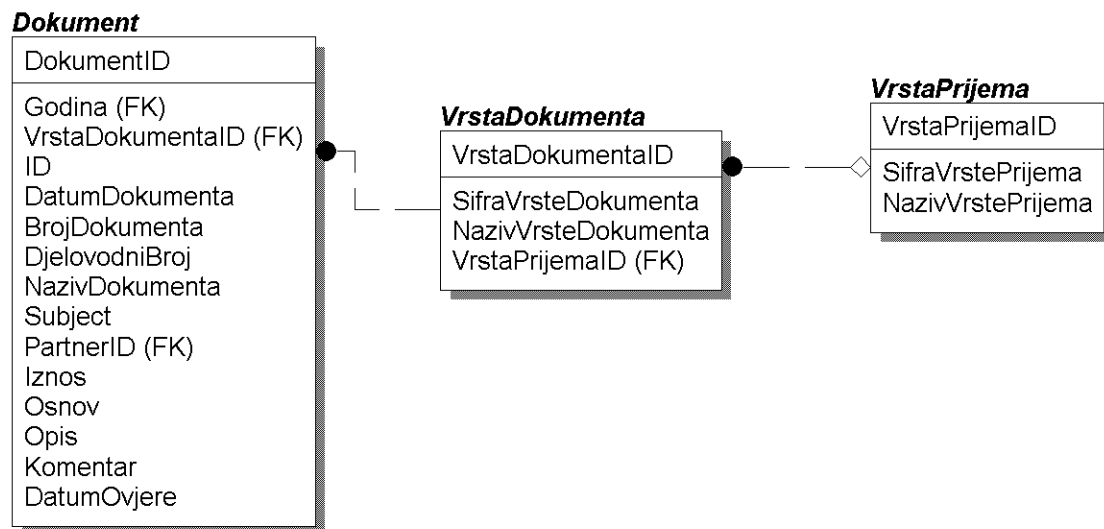 Dokument
DokumentID
Godina (FK)
VrstaDokumentaID (FK)
ID
DatumDokumenta
BrojDokumenta
DjelovodniBroj
NazivDokumenta
Subject
PartnerID (FK)
Iznos
Osnov
Opis
Komentar
DatumOvjere
VrstaDokumenta
VrstaDokumentaID
SifraVrsteDokumenta
NazivVrsteDokumenta
VrstaPrijemaID (FK)
VrstaPrijema
VrstaPrijemaID
SifraVrstePrijema
NazivVrstePrijema